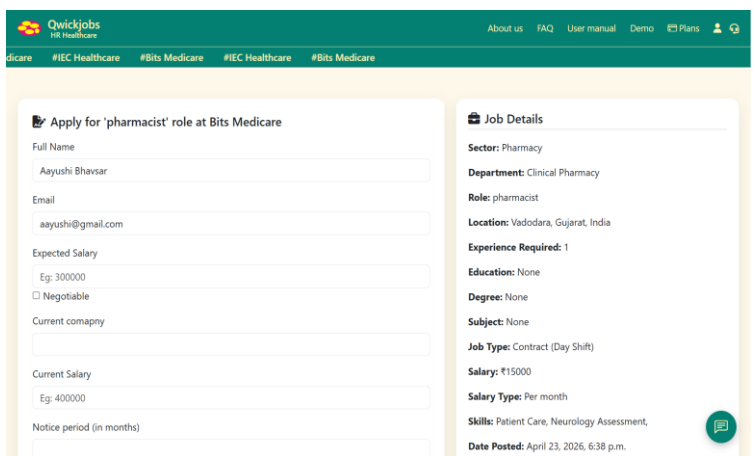 Qwickjobs
HR Healthcare
About us FAQ User manual Demo Plans
dicare #IEC Healthcare #Bits Medicare #IEC Healthcare #Bits Medicare
Apply for 'pharmacist' role at Bits Medicare
Full Name
Aayushi Bhavsar
Email
aayushi@gmail.com
Expected Salary
Eg: 300000
Negotiable
Current comapny
Current Salary
Eg: 400000
Notice period (in months)
Job Details
Sector: Pharmacy
Department: Clinical Pharmacy
Role: pharmacist
Location: Vadodara, Gujarat, India
Experience Required: 1
Education: None
Degree: None
Subject: None
Job Type: Contract (Day Shift)
Salary: ₹15000
Salary Type: Per month
Skills: Patient Care, Neurology Assessment,
Date Posted: April 23, 2026, 6:38 p.m.